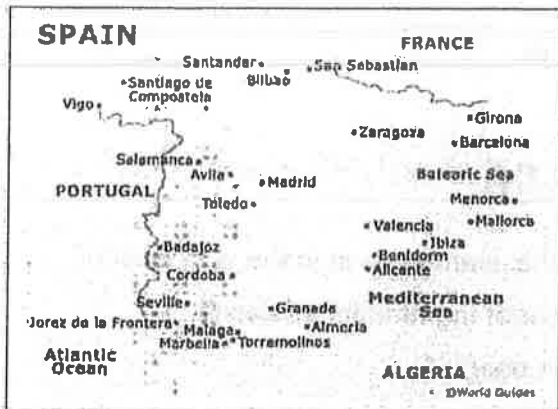 SPAIN
FRANCE
Santander
San Sebastian
Bilbao
Santiago de
Compostela
Vigo
Girona
Zaragoza
Barcelona
Salamanca
Avila
Madrid
Balearic Sea
PORTUGAL
Toledo
Menorca
Mallorca
Valencia
Ibiza
Badajoz
Benidorm
Cordoba
Alicante
Seville
Granada
Mediterranean
Sea
Jerez de la Frontera
Malaga
Almeria
Marbella
Torremolinos
Atlantic
Ocean
ALGERIA
©World Guides